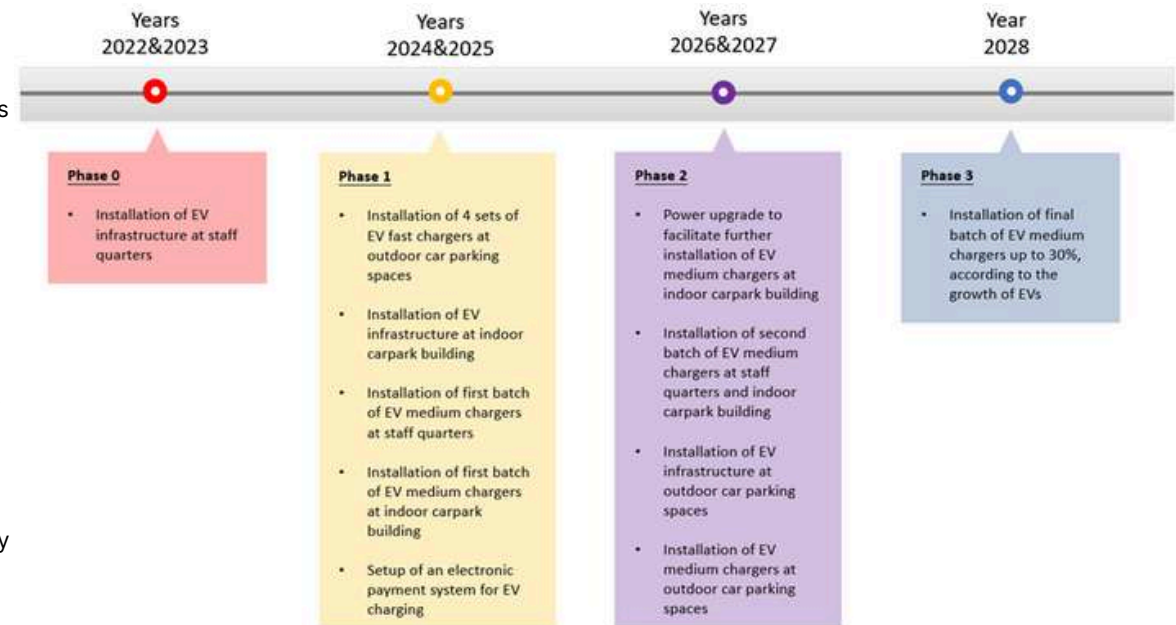 Years
2022&2023
Years
2024&2025
Years
2026&2027
Year
2028
s
y
Phase 0
• Installation of EV
infrastructure at staff
quarters
Phase 1
• Installation of 4 sets of
EV fast chargers at
outdoor car parking
spaces
• Installation of EV
infrastructure at indoor
carpark building
• Installation of first batch
of EV medium chargers
at staff quarters
• Installation of first batch
of EV medium chargers
at indoor carpark
building
• Setup of an electronic
payment system for EV
charging
Phase 2
• Power upgrade to
facilitate further
installation of EV
medium chargers at
indoor carpark building
• Installation of second
batch of EV medium
chargers at staff
quarters and indoor
carpark building
• Installation of EV
infrastructure at
outdoor car parking
spaces
• Installation of EV
medium chargers at
outdoor car parking
spaces
Phase 3
• Installation of final
batch of EV medium
chargers up to 30%,
according to the
growth of EVs